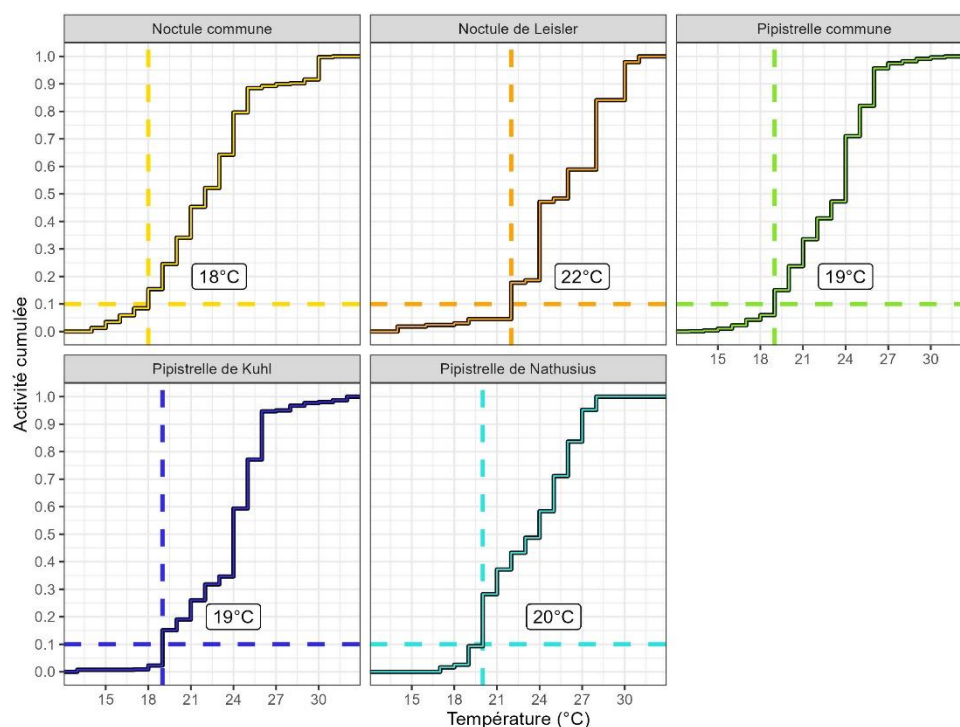 Noctule commune
Noctule de Leisler
Pipistrelle commune
1.0
0.9
0.8
0.7
0.6
0.5
0.4
0.3
0.2
0.1
0.0
18°C
22°C
19°C
15 18 21 24 27 30
Pipistrelle de Kuhl
Pipistrelle de Nathusius
1.0
0.9
0.8
0.7
0.6
0.5
0.4
0.3
0.2
0.1
0.0
19°C
20°C
15 18 21 24 27 30
15 18 21 24 27 30
Activité cumulée
Température (°C)